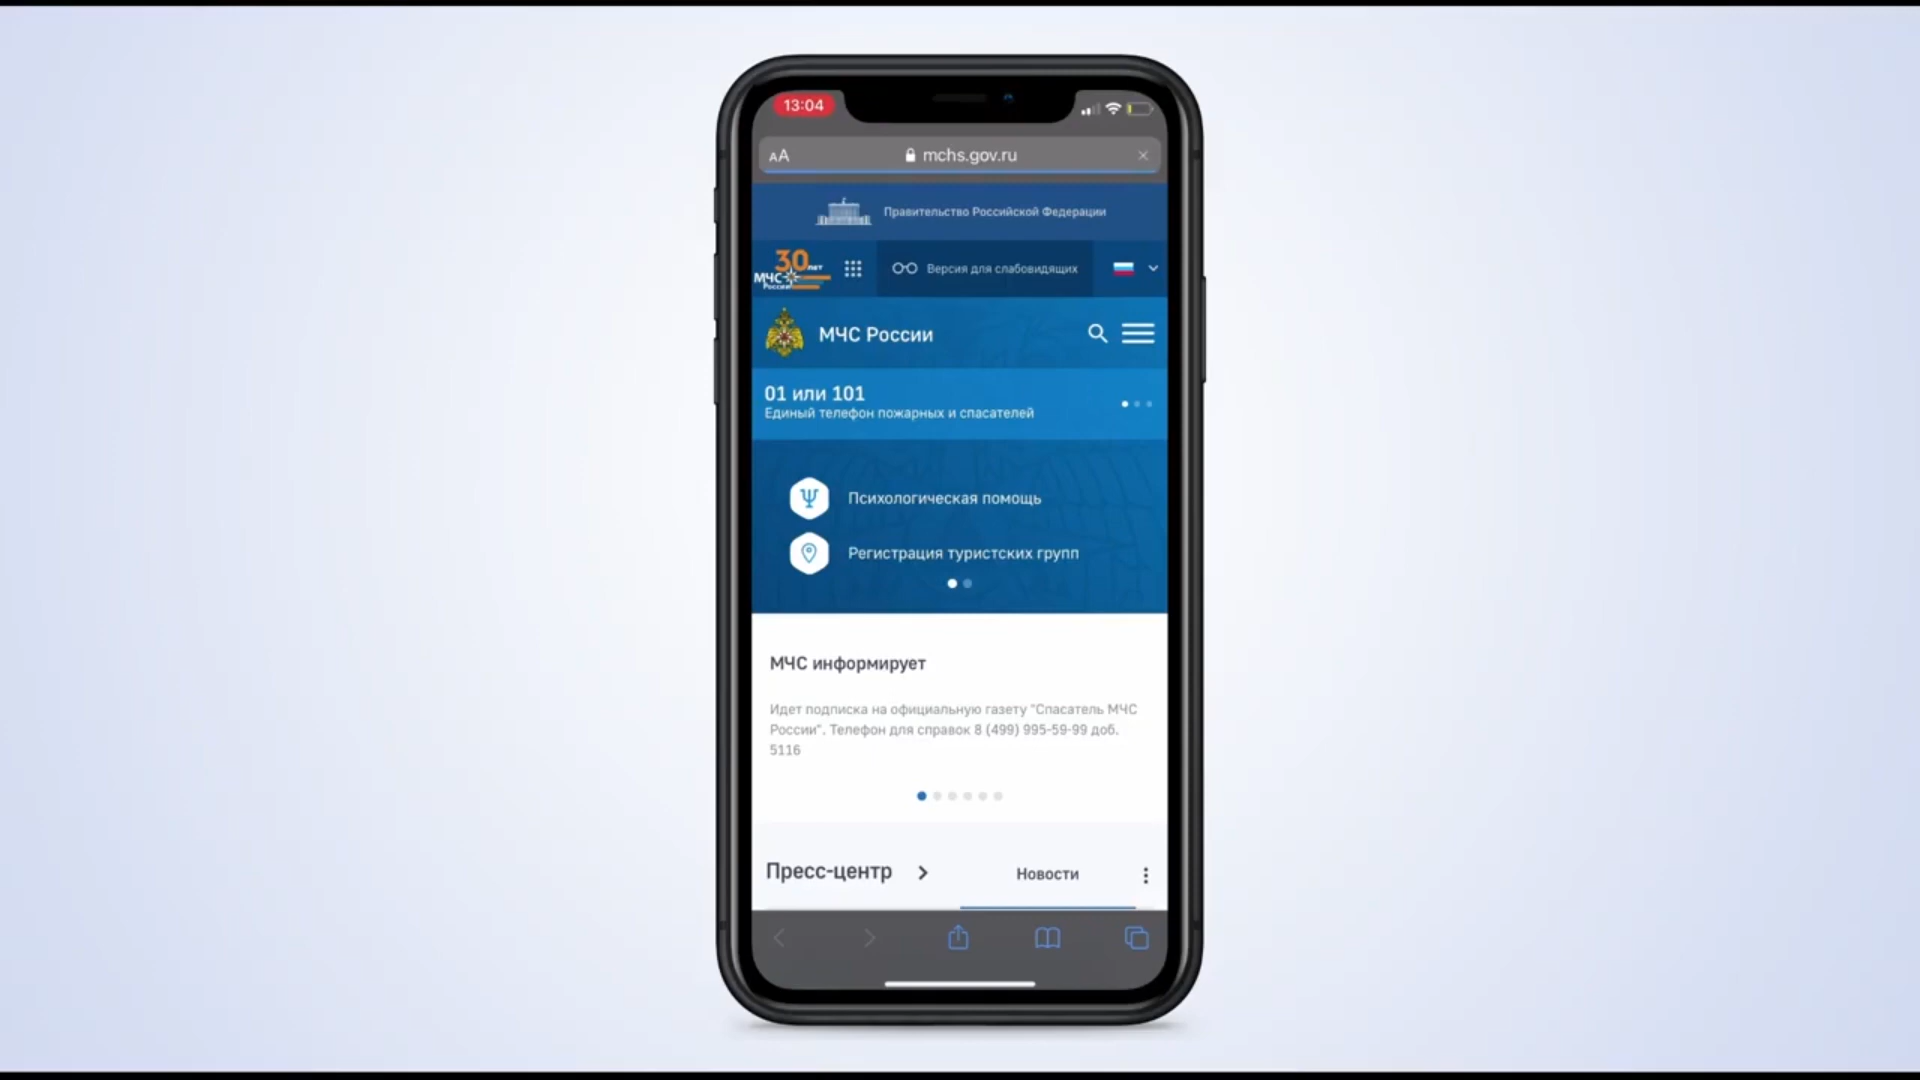 13:04
AA
mchs.gov.ru
Правительство Российской Федерации
30 лет
МЧС
России
Версия для слабовидящих
МЧС России
01 или 101
Единый телефон пожарных и спасателей
Психологическая помощь
Регистрация туристских групп
МЧС информирует
Идет подписка на официальную газету "Спасатель МЧС
России". Телефон для справок 8 (499) 995-59-99 доб.
5116
Пресс-центр
Новости